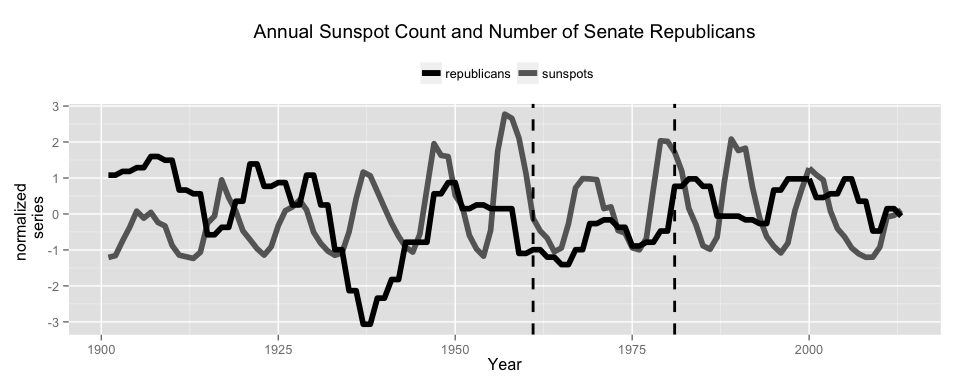 Annual Sunspot Count and Number of Senate Republicans
republicans sunspots
normalized
series
3
2
1
0
-1
-2
-3
1900 1925 1950 1975 2000
Year